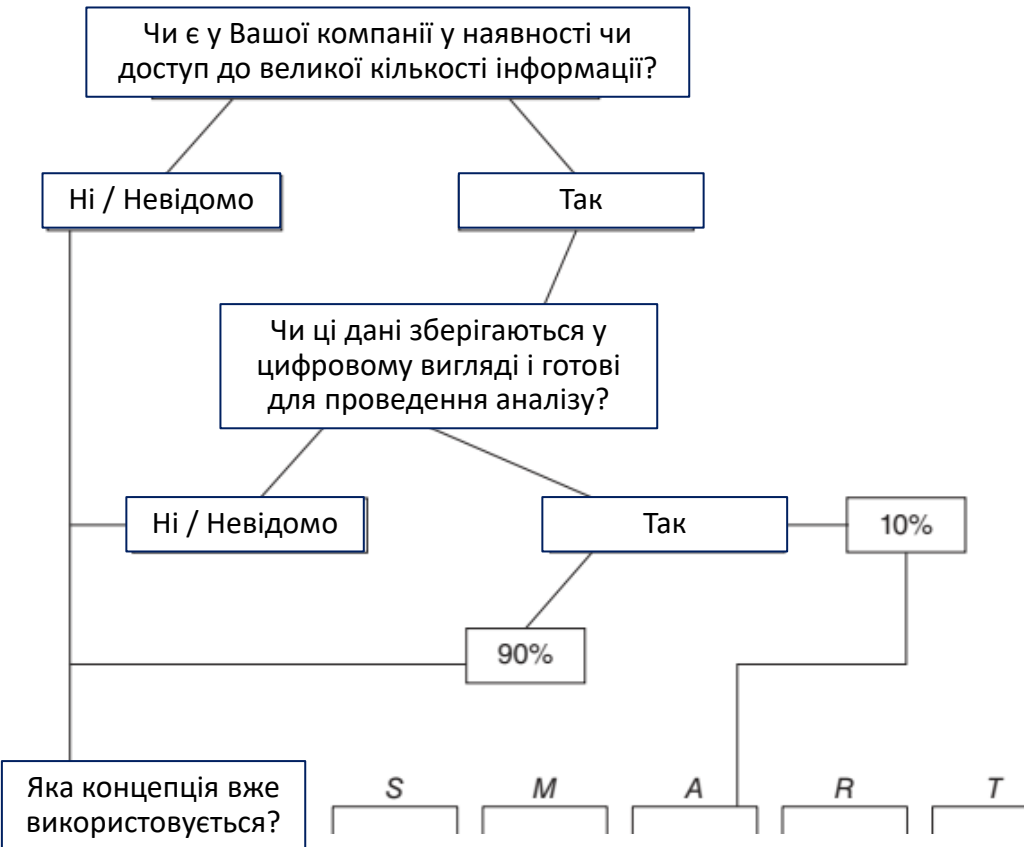 Чи є у Вашої компанії у наявності чи
доступ до великої кількості інформації?
Ні / Невідомо
Так
Чи ці дані зберігаються у
цифровому вигляді і готові
для проведення аналізу?
Ні / Невідомо
Так
10%
90%
Яка концепція вже
використовується?
S
M
A
R
T